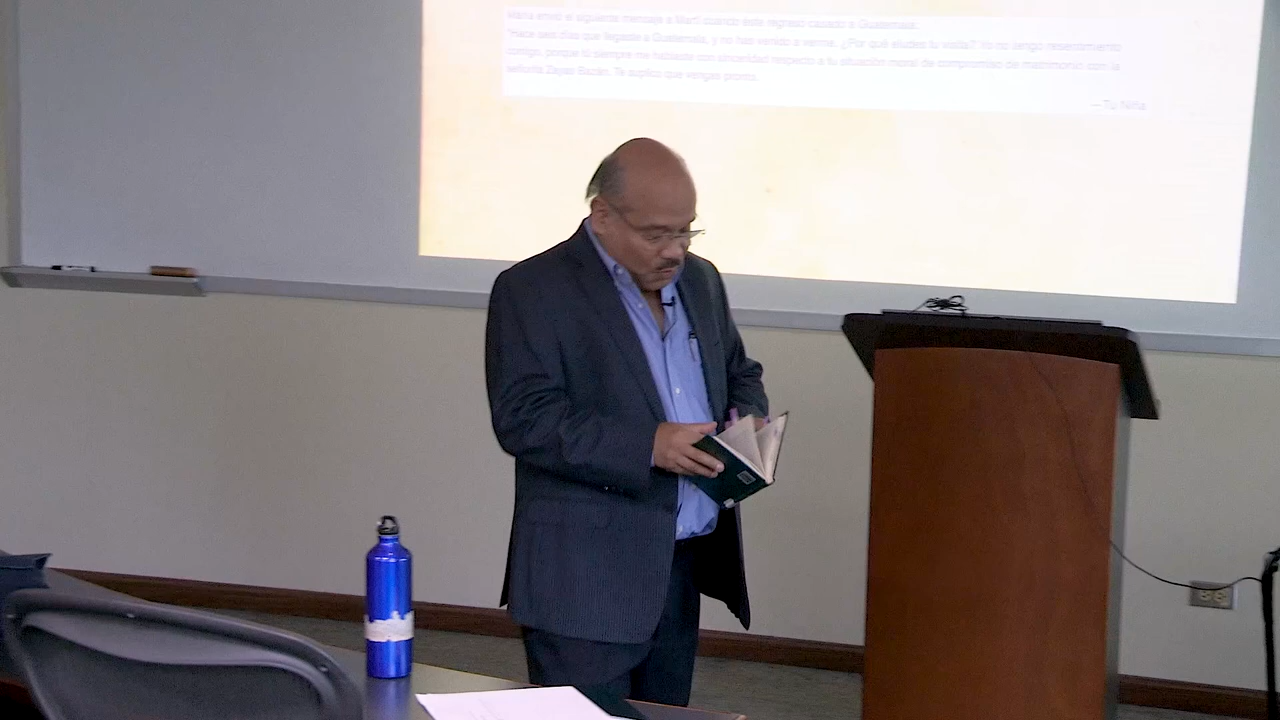 María envió el siguiente mensaje a Martí cuando éste regresó casado a Guatemala.
"Hace seis días que llegaste a Guatemala, y no has venido a verme. ¿Por qué eludes tu visita? Yo no tengo resentimiento
contigo, porque tú siempre me hablaste con sinceridad respecto a tu situación moral de compromiso de matrimonio con la
señorita Zayas Bazán. Te suplico que vengas pronto.
—Tu Niña